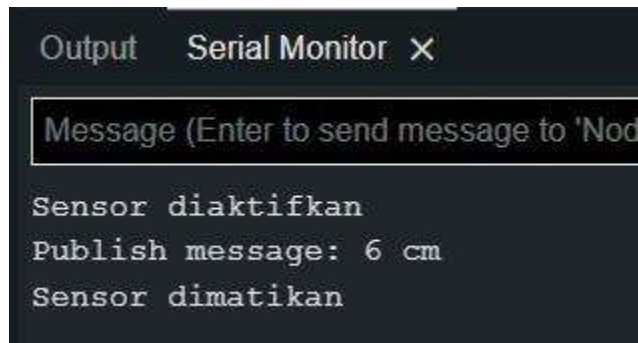 Output Serial Monitor ×
Message (Enter to send message to 'Nod
Sensor diaktifkan
Publish message: 6 cm
Sensor dimatikan